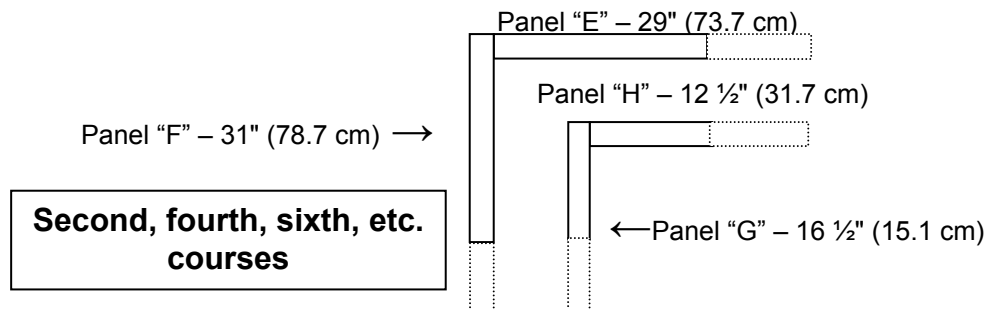 Panel “E” – 29" (73.7 cm)
Panel “H” – 12 ½" (31.7 cm)
Panel “F” – 31" (78.7 cm) →
Second, fourth, sixth, etc.
courses
←Panel “G” – 16 ½" (15.1 cm)